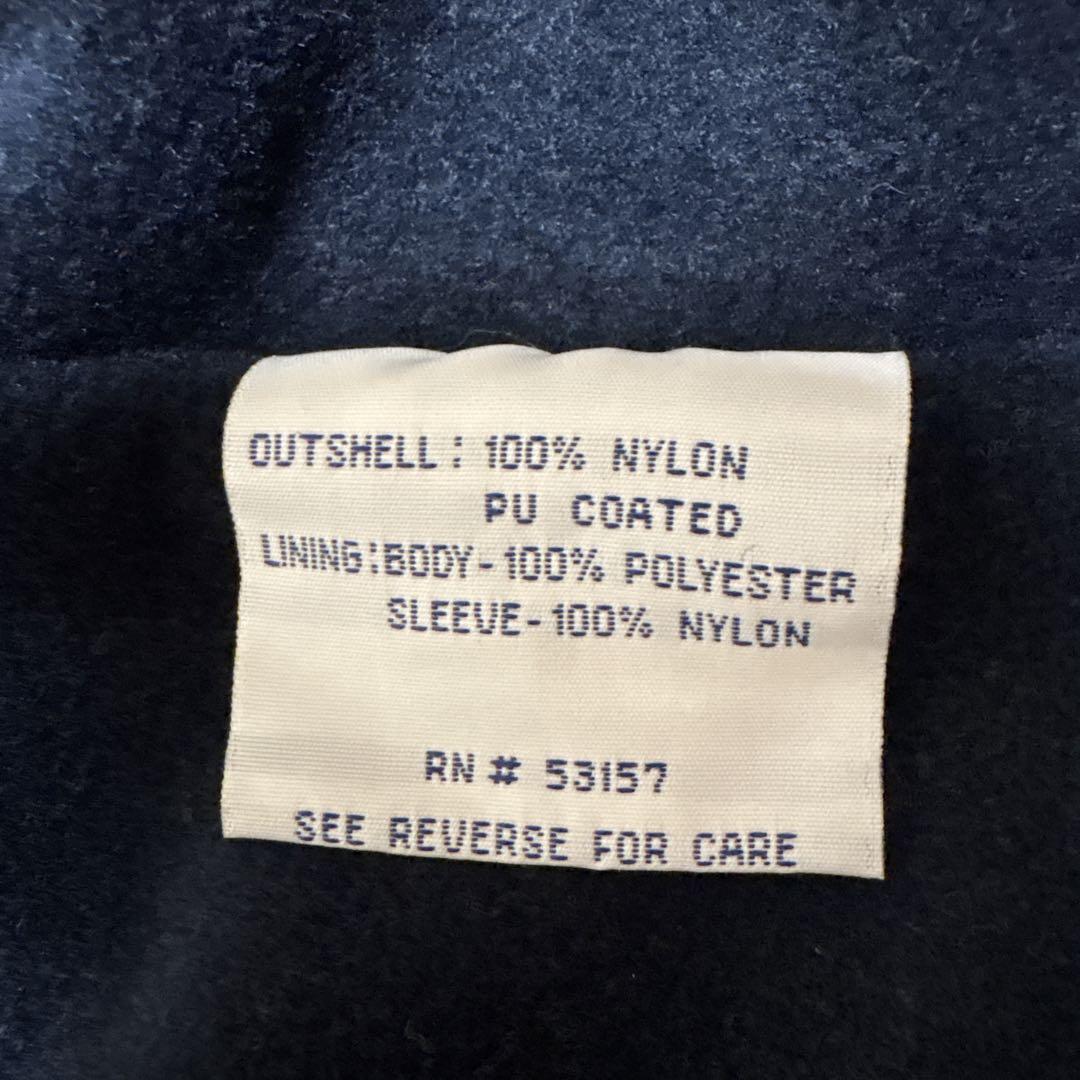 OUTSHELL: 100% NYLON
PU COATED
LINING: BODY-100% POLYESTER
SLEEVE-100% NYLON
RN # 53157
SEE REVERSE FOR CARE